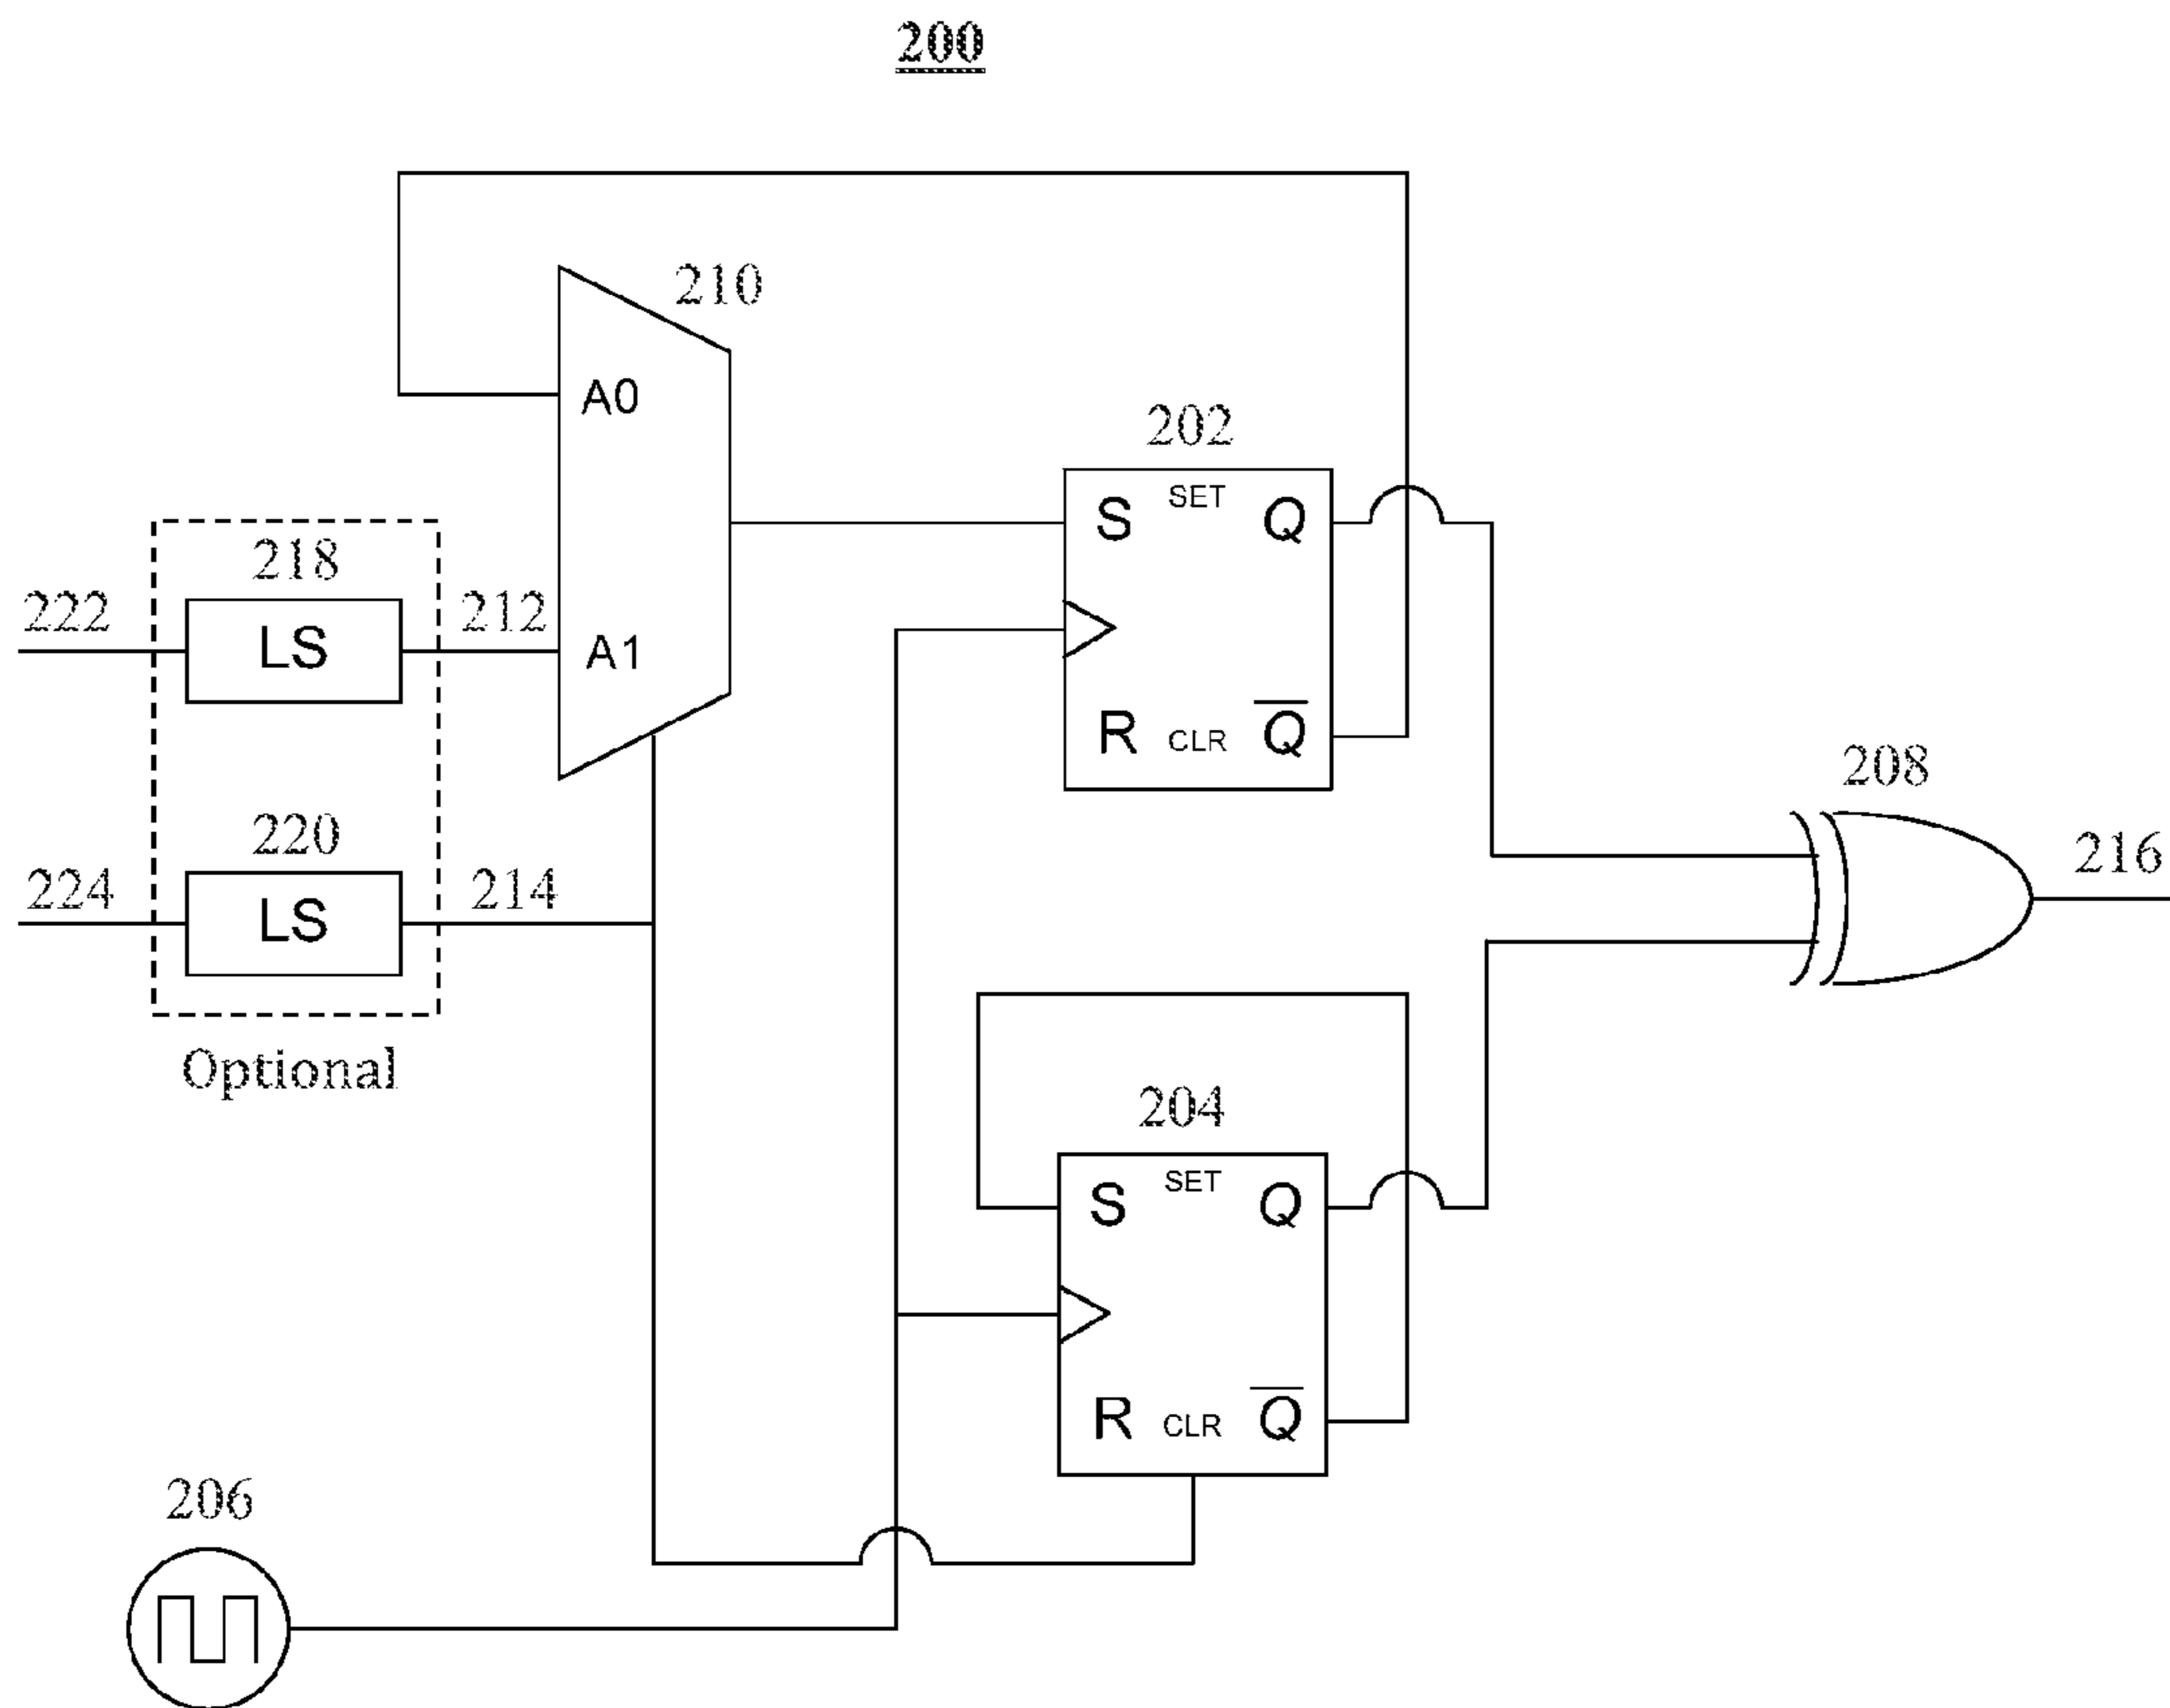 200
210
A0
202
S SET Q
218
222 LS 212 A1
R CLR Q̅
208
220
216
224 LS 214
Optional
204
S SET Q
R CLR Q̅
206